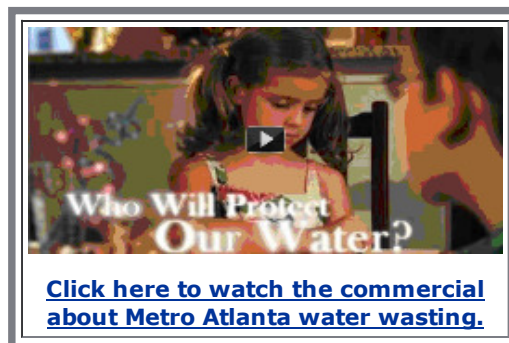 Who Will Protect
Our Water?
Click here to watch the commercial
about Metro Atlanta water wasting.